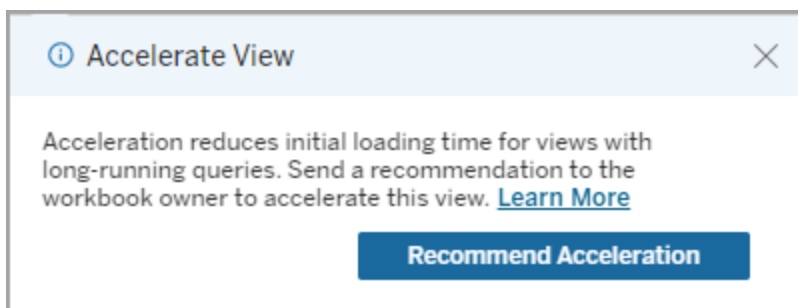 Accelerate View
Acceleration reduces initial loading time for views with
long-running queries. Send a recommendation to the
workbook owner to accelerate this view. Learn More
Recommend Acceleration